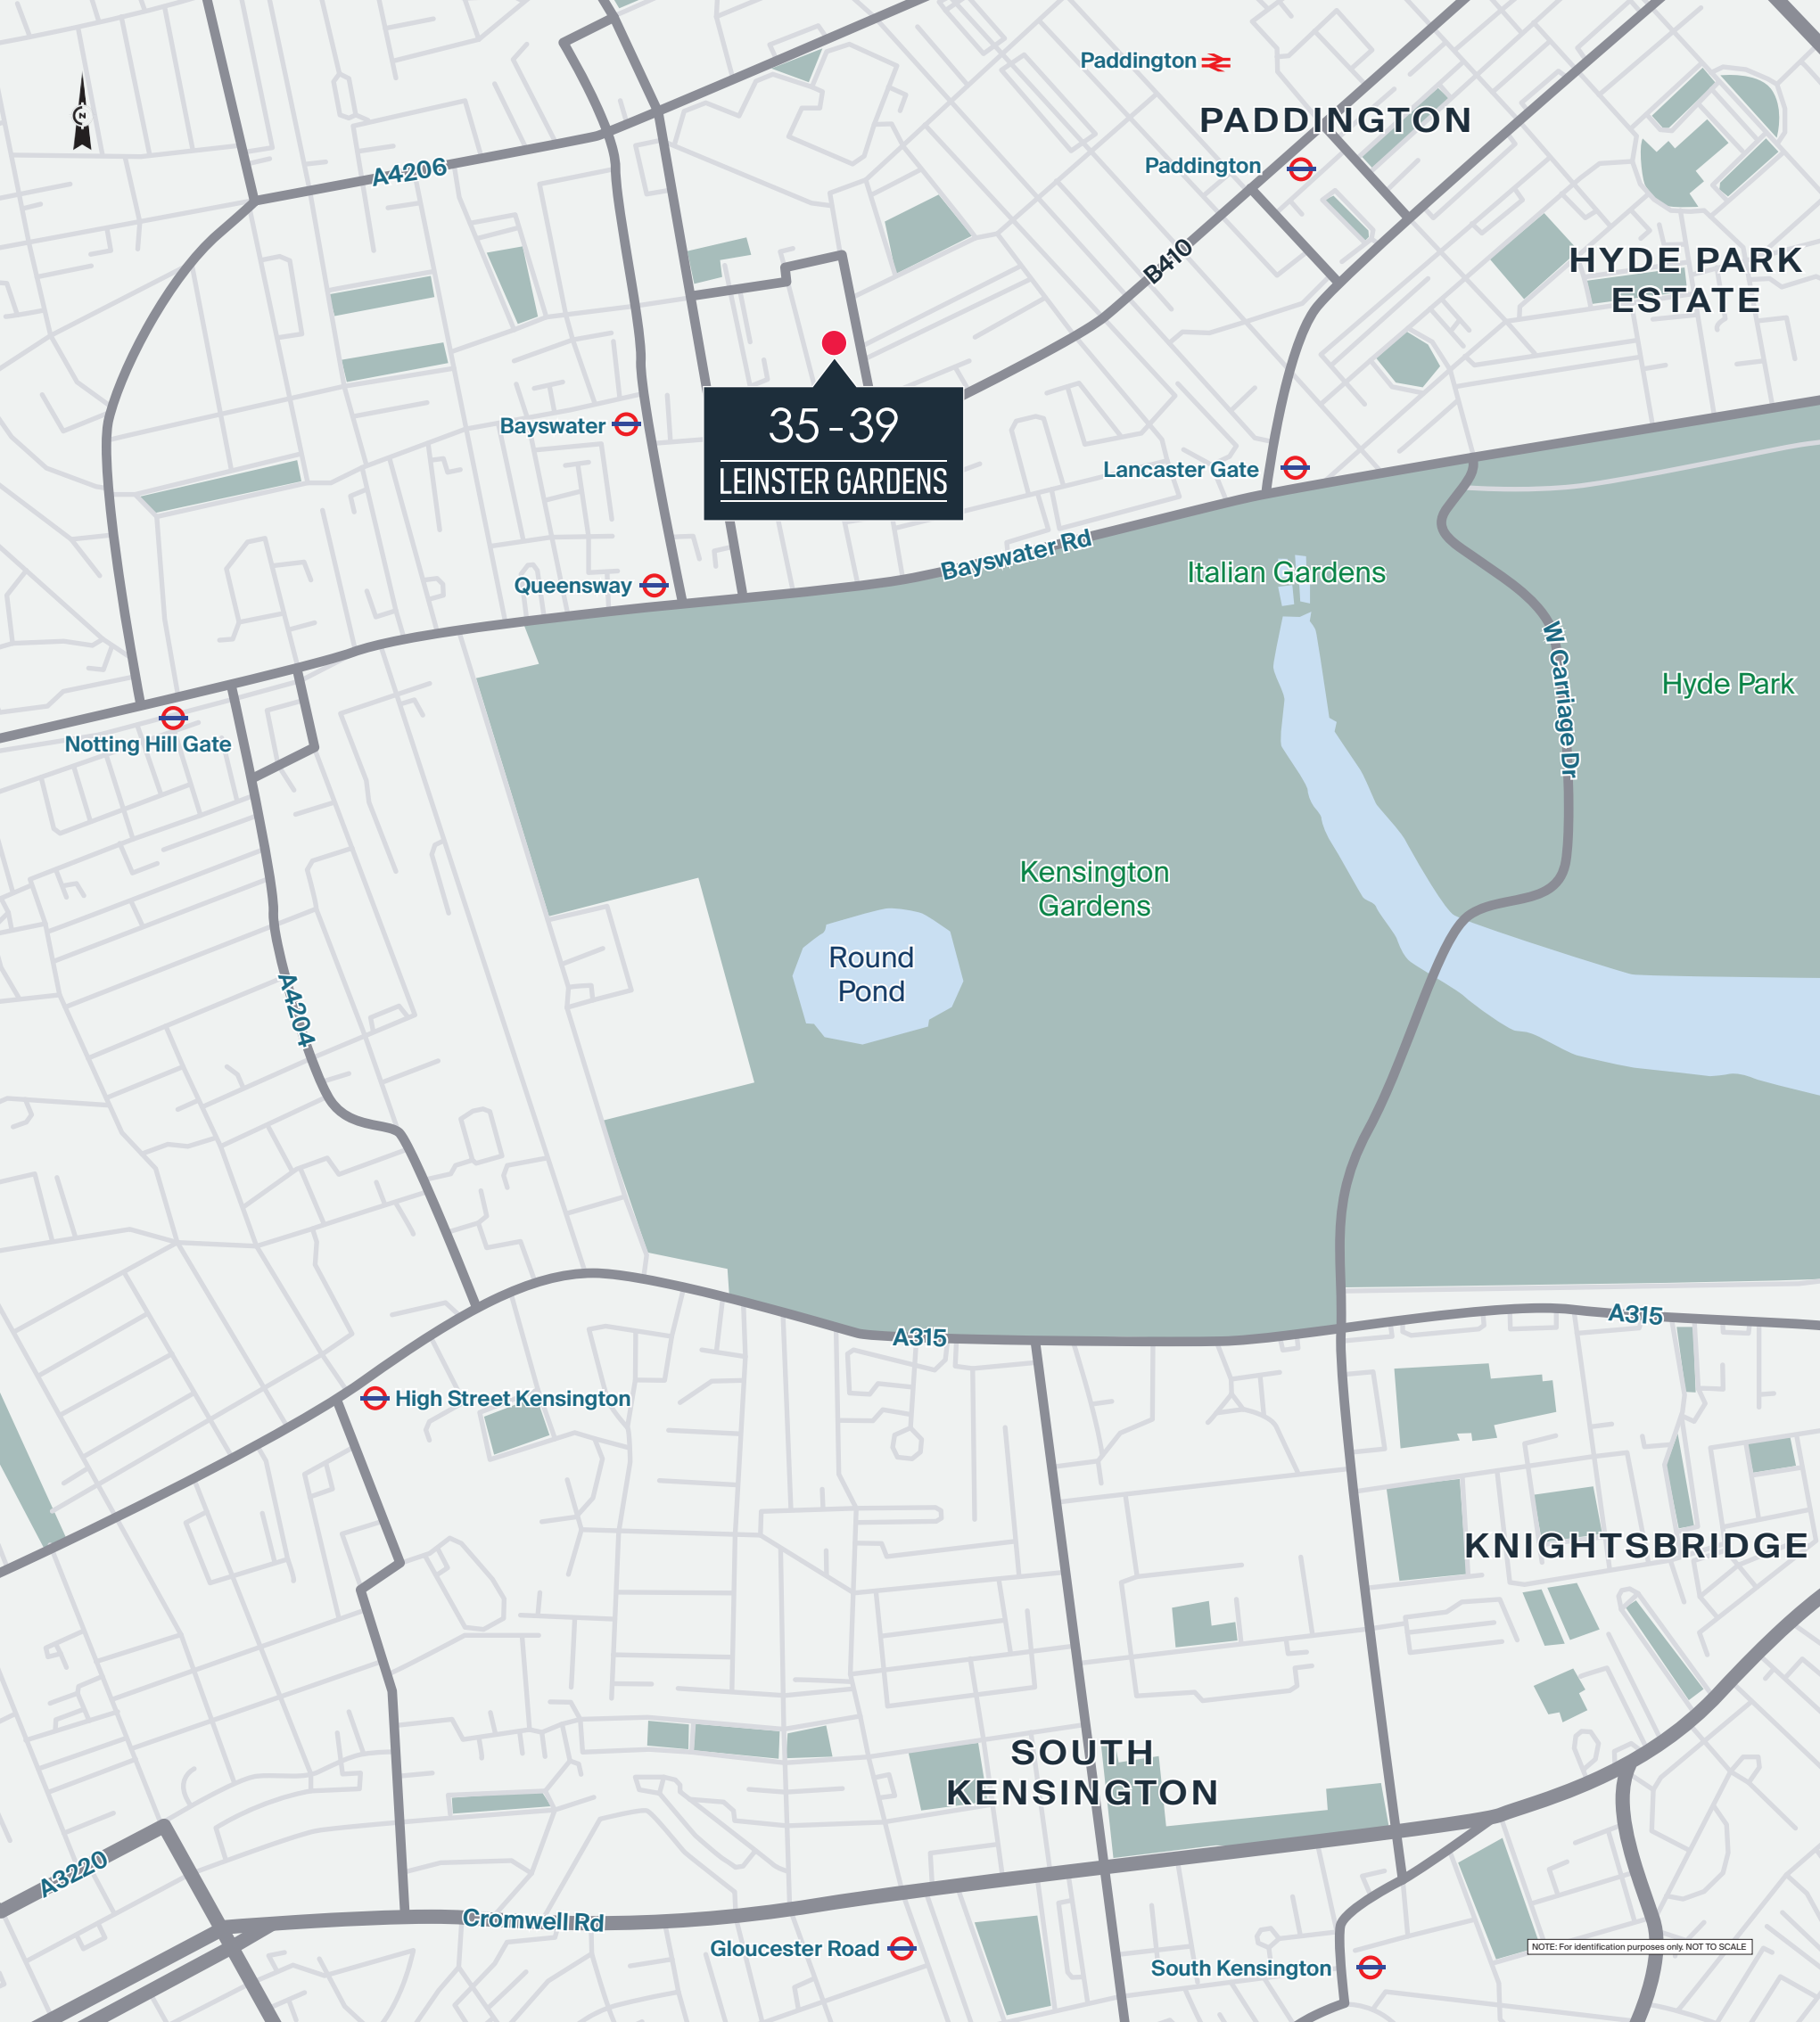 Paddington
PADDINGTON
Paddington
A4206
B410
HYDE PARK
ESTATE
N
35-39
LEINSTER GARDENS
Bayswater
Lancaster Gate
Bayswater Rd
Queensway
Italian Gardens
W Carriage Dr
Hyde Park
Notting Hill Gate
Kensington
Gardens
Round
Pond
A4204
A315
A315
High Street Kensington
KNIGHTSBRIDGE
SOUTH
KENSINGTON
A3220
Cromwell Rd
Gloucester Road
South Kensington
NOTE: For identification purposes only. NOT TO SCALE